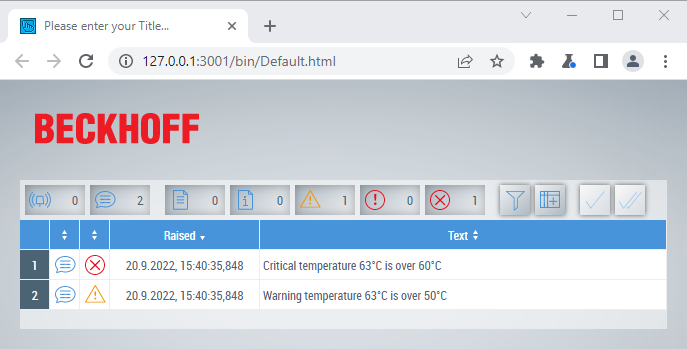 Please enter your Title...
127.0.0.1:3001/bin/Default.html
BECKHOFF
0 2 0 0 1 0 1
Raised Text
1 20.9.2022, 15:40:35,848 Critical temperature 63°C is over 60°C
2 20.9.2022, 15:40:35,848 Warning temperature 63°C is over 50°C